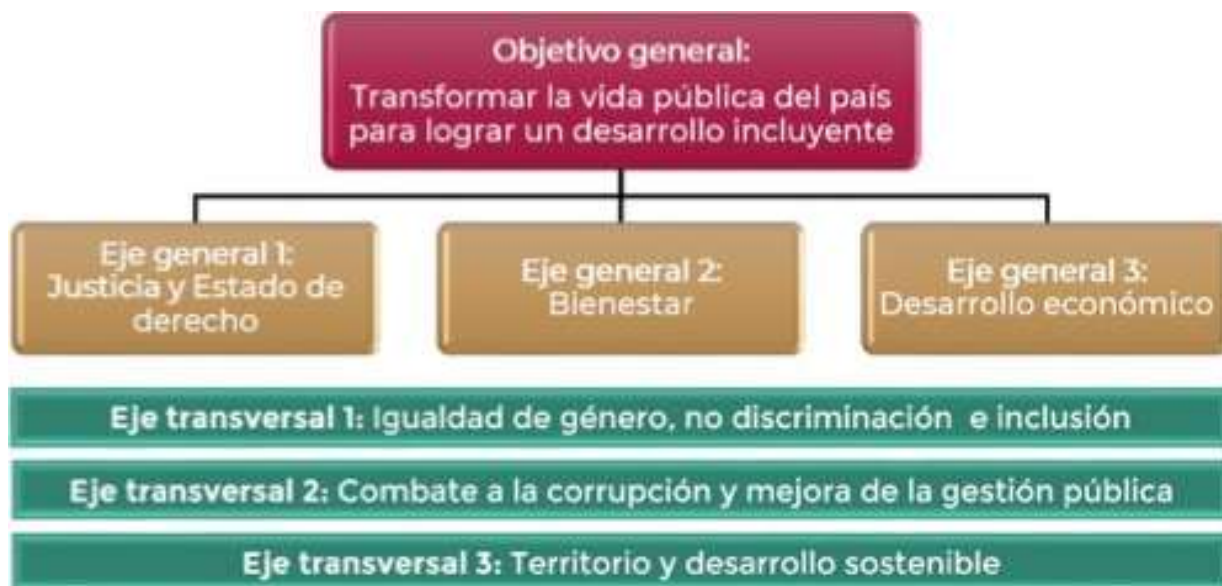 Objetivo general:
Transformar la vida pública del país
para lograr un desarrollo incluyente
Eje general 1:
Justicia y Estado de
derecho
Eje general 2:
Bienestar
Eje general 3:
Desarrollo económico
Eje transversal 1: Igualdad de género, no discriminación e inclusión
Eje transversal 2: Combate a la corrupción y mejora de la gestión pública
Eje transversal 3: Territorio y desarrollo sostenible